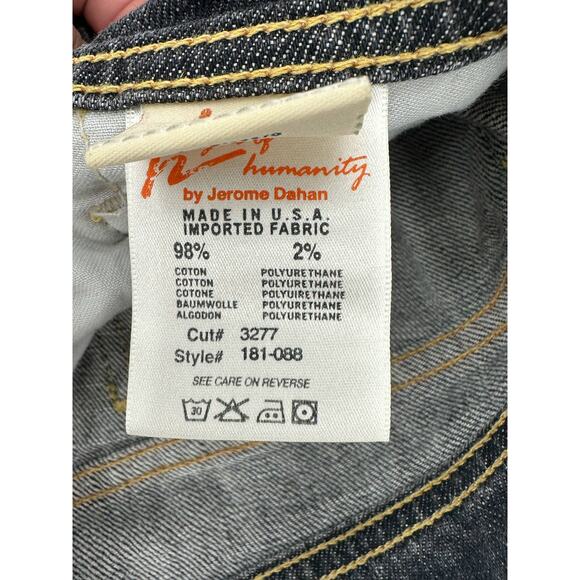 humanity
by Jerome Dahan
MADE IN U.S.A.
IMPORTED FABRIC
98% 2%
COTON POLYURETHANE
COTTON POLYURETHANE
COTONE POLYUIRETHANE
BAUMWOLLE POLYURETHANE
ALGODON POLYURETHANE
Cut# 3277
Style# 181-088
SEE CARE ON REVERSE
30